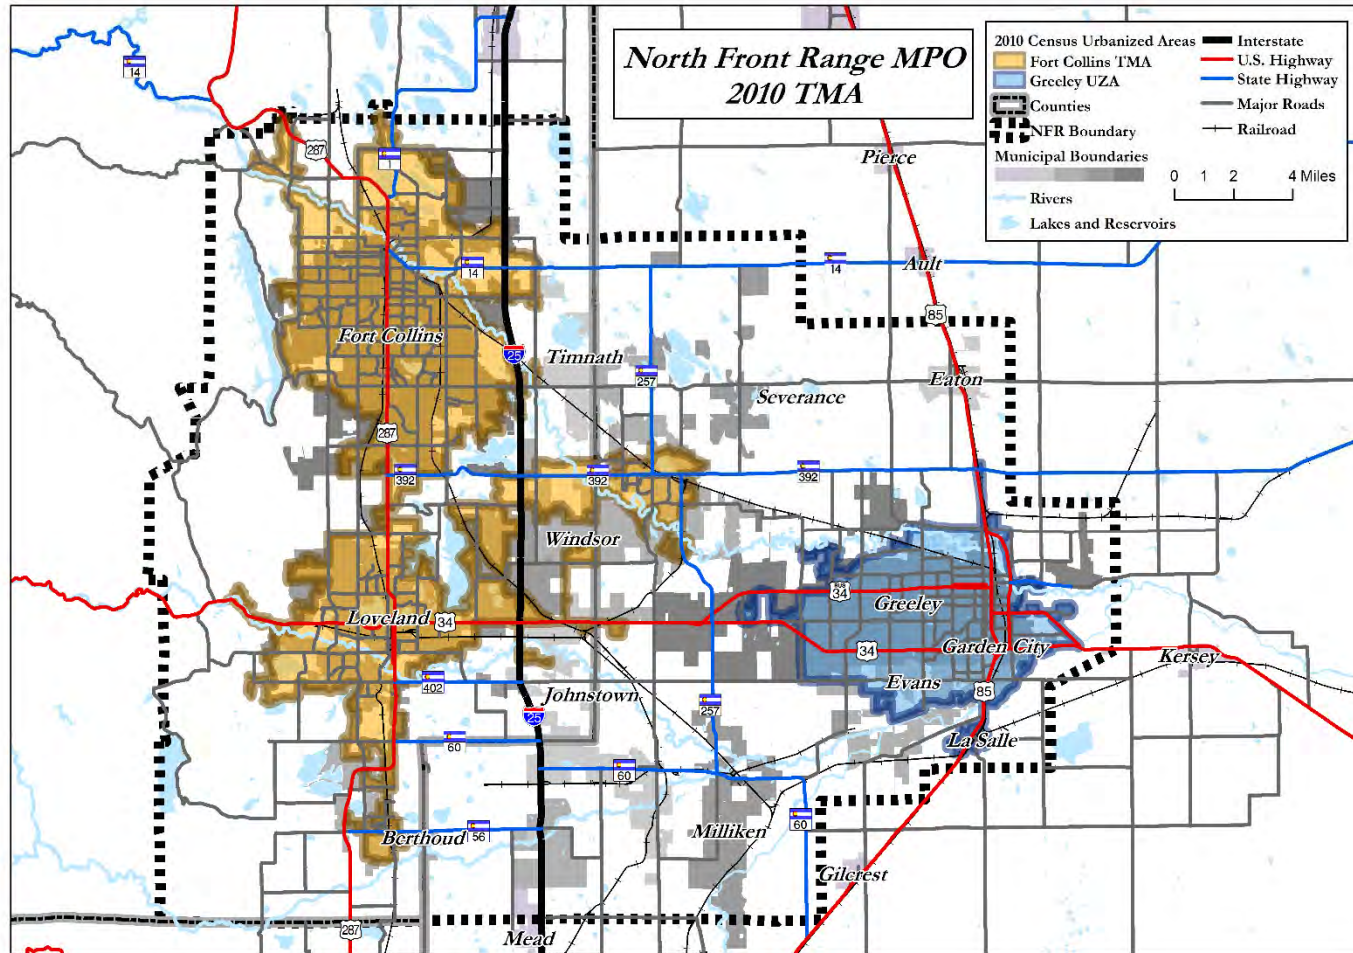 North Front Range MPO
2010 TMA
2010 Census Urbanized Areas
Fort Collins TMA
Greeley UZA
Counties
NFR Boundary
Municipal Boundaries
Rivers
Lakes and Reservoirs
Interstate
U.S. Highway
State Highway
Major Roads
Railroad
0 1 2 4 Miles
14
287
1
Pierce
14
14
Ault
85
Fort Collins
25
Timnath
257
Eaton
Severance
287
392
392
392
Windsor
BUS
34
Greeley
Loveland
34
34
Garden City
Kersey
402
Evans
85
Johnstown
257
25
60
La Salle
60
Berthoud
56
Milliken
60
Gilcrest
287
Mead